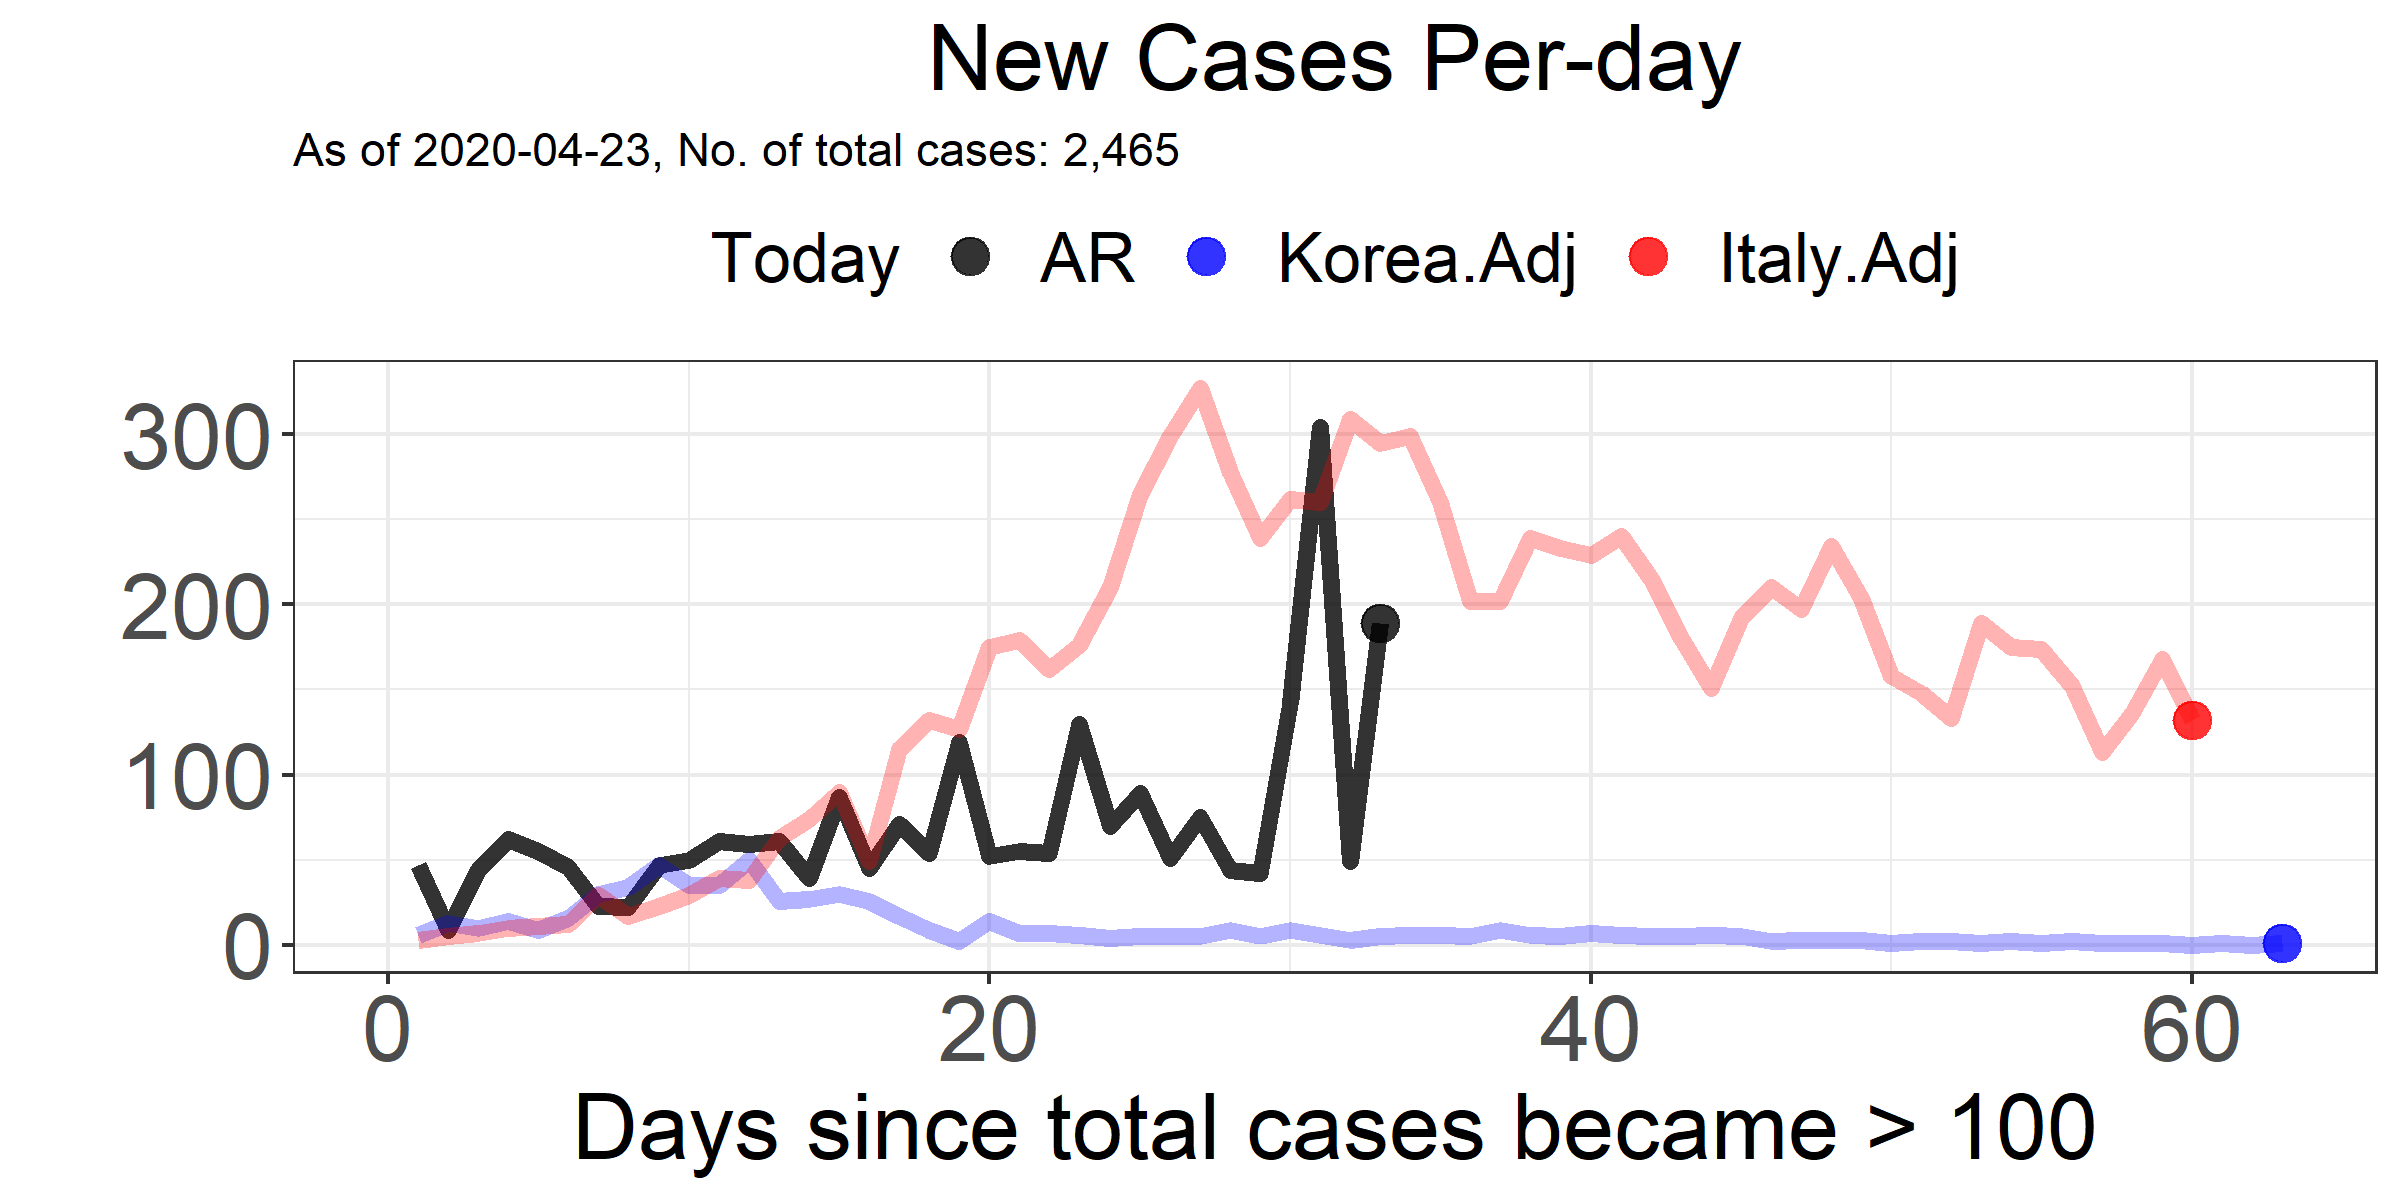 New Cases Per-day
As of 2020-04-23, No. of total cases: 2,465
Today AR Korea.Adj Italy.Adj
300
200
100
0
0 20 40 60
Days since total cases became > 100